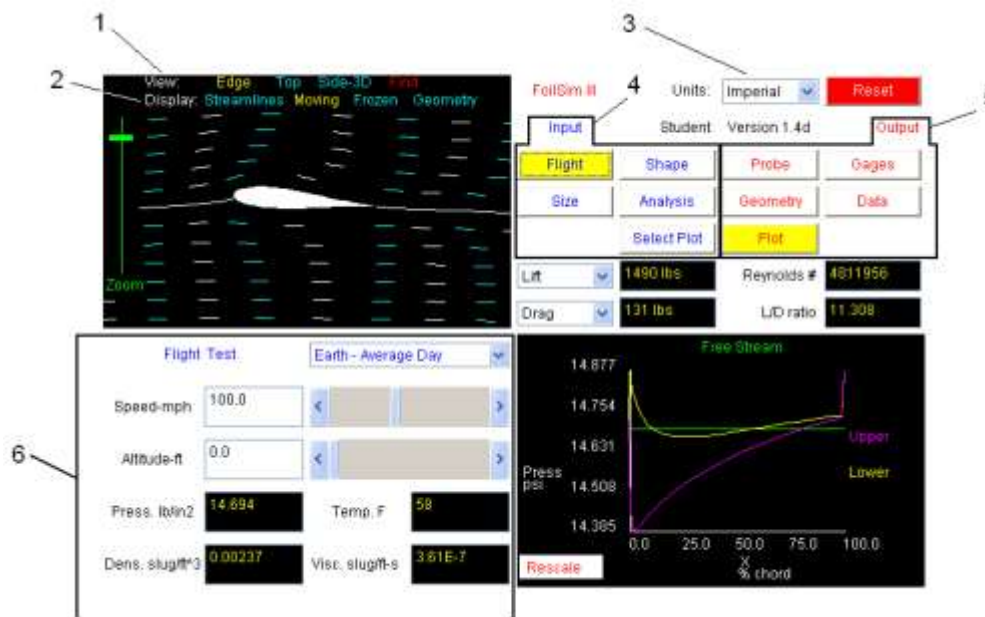 1
2
3
4
5
6
View: Edge Top Side-3D Find
Display: Streamlines Moving Frozen Geometry
Zoom
FoilSim III Units: Imperial Reset
Input Student Version 1.4d Output
Flight Shape Probe Gages
Size Analysis Geometry Data
Select Plot Plot
Lift 1490 lbs Reynolds # 4811956
Drag 131 lbs L/D ratio 11.308
Flight Test Earth - Average Day
Speed-mph 100.0
Altitude-ft 0.0
Press. lb/in2 14.694 Temp. F 58
Dens. slug/ft^3 0.00237 Visc. slug/ft-s 3.61E-7
Free Stream
14.877
14.754
14.631
Press
psi
14.508
14.385
Upper
Lower
0.0 25.0 50.0 75.0 100.0
X
% chord
Rescale